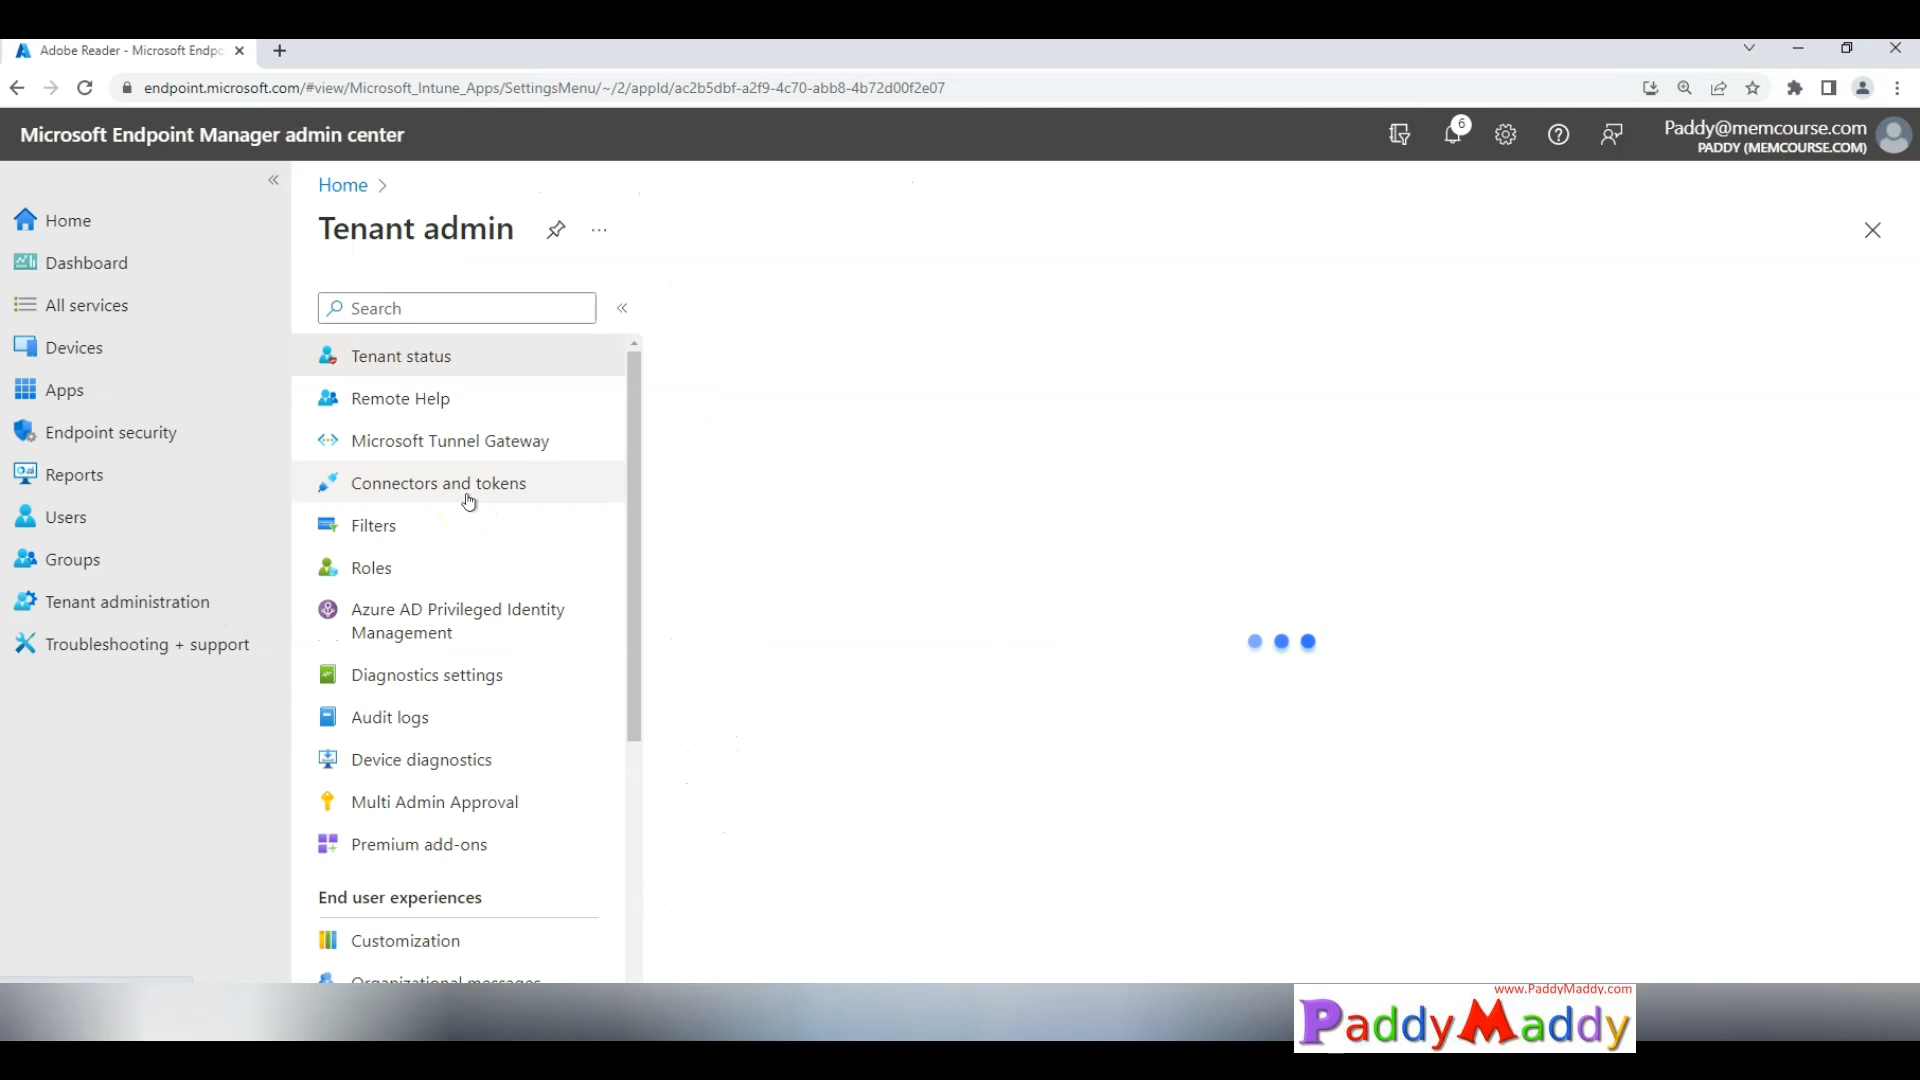 Adobe Reader - Microsoft Endpo
endpoint.microsoft.com/#view/Microsoft_Intune_Apps/SettingsMenu/~/2/appId/ac2b5dbf-a2f9-4c70-abb8-4b72d00f2e07
Microsoft Endpoint Manager admin center
6
Paddy@memcourse.com
PADDY (MEMCOURSE.COM)
Home
Dashboard
All services
Devices
Apps
Endpoint security
Reports
Users
Groups
Tenant administration
Troubleshooting + support
Home
Tenant admin
Search
Tenant status
Remote Help
Microsoft Tunnel Gateway
Connectors and tokens
Filters
Roles
Azure AD Privileged Identity
Management
Diagnostics settings
Audit logs
Device diagnostics
Multi Admin Approval
Premium add-ons
End user experiences
Customization
Organizational messages
www.PaddyMaddy.com
PaddyMaddy